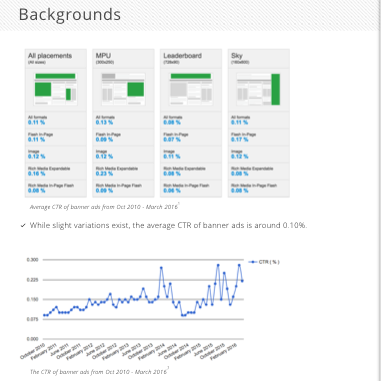 Backgrounds
All placements
(All sizes)
MPU
(300x250)
Leaderboard
(728x90)
Sky
(160x600)
All formats
0.11 %
All formats
0.13 %
All formats
0.08 %
All formats
0.11 %
Flash In-Page
0.11 %
Flash In-Page
0.09 %
Flash In-Page
0.07 %
Flash In-Page
0.17 %
Image
0.12 %
Image
0.12 %
Image
0.11 %
Image
0.12 %
Rich Media Expandable
0.16 %
Rich Media Expandable
0.23 %
Rich Media Expandable
0.06 %
Rich Media Expandable
0.06 %
Rich Media In-Page Flash
0.08 %
Rich Media In-Page Flash
0.09 %
Rich Media In-Page Flash
0.08 %
Rich Media In-Page Flash
0.08 %
Average CTR of banner ads from Oct 2010 - March 2016
✓ While slight variations exist, the average CTR of banner ads is around 0.10%.
CTR ( % )
0.300
0.225
0.150
0.075
0.000
October 2010
February 2011
June 2011
October 2011
February 2012
June 2012
October 2012
February 2013
June 2013
October 2013
February 2014
June 2014
October 2014
February 2015
June 2015
October 2015
February 2016
The CTR of banner ads from Oct 2010 - March 2016